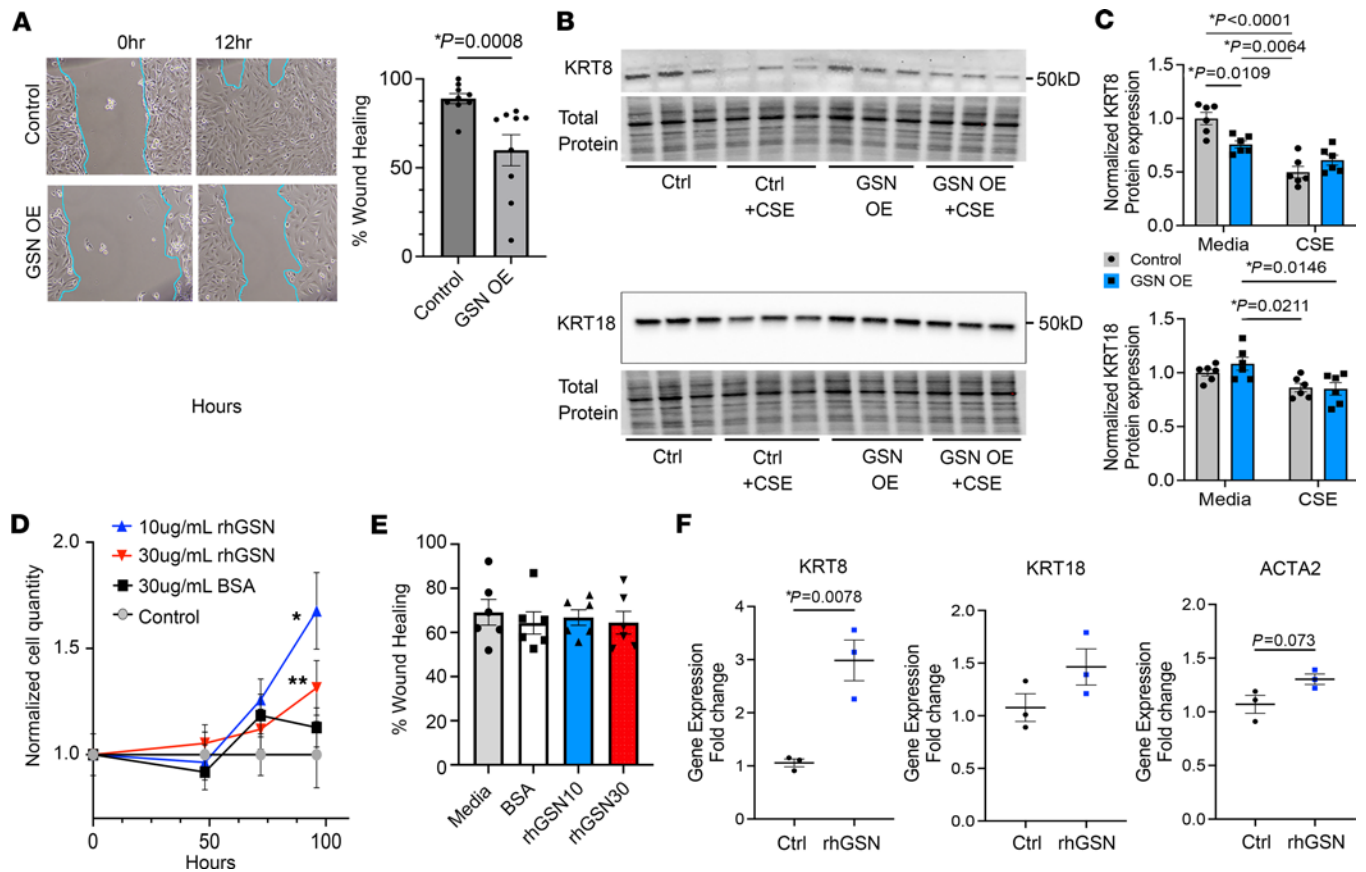 A
0hr
12hr
Control
GSN OE
*P=0.0008
100
50
0
% Wound Healing
Control
GSN OE
Hours
B
KRT8
50kD
Total
Protein
Ctrl
Ctrl
+CSE
GSN
OE
GSN OE
+CSE
KRT18
50kD
Total
Protein
Ctrl
Ctrl
+CSE
GSN
OE
GSN OE
+CSE
C
*P<0.0001
*P=0.0064
*P=0.0109
1.5
1.0
0.5
0.0
Normalized KRT8
Protein expression
Media
CSE
Control
GSN OE
*P=0.0146
*P=0.0211
1.5
1.0
0.5
0.0
Normalized KRT18
Protein expression
Media
CSE
D
10ug/mL rhGSN
30ug/mL rhGSN
30ug/mL BSA
Control
2.0
1.5
1.0
Normalized cell quantity
*
**
0
50
100
Hours
E
100
80
60
40
20
0
% Wound Healing
Media
BSA
rhGSN10
rhGSN30
F
KRT8
*P=0.0078
4
3
2
1
0
Gene Expression
Fold change
Ctrl
rhGSN
KRT18
2.0
1.5
1.0
0.5
0.0
Gene Expression
Fold change
Ctrl
rhGSN
ACTA2
P=0.073
2.0
1.5
1.0
0.5
0.0
Gene Expression
Fold change
Ctrl
rhGSN